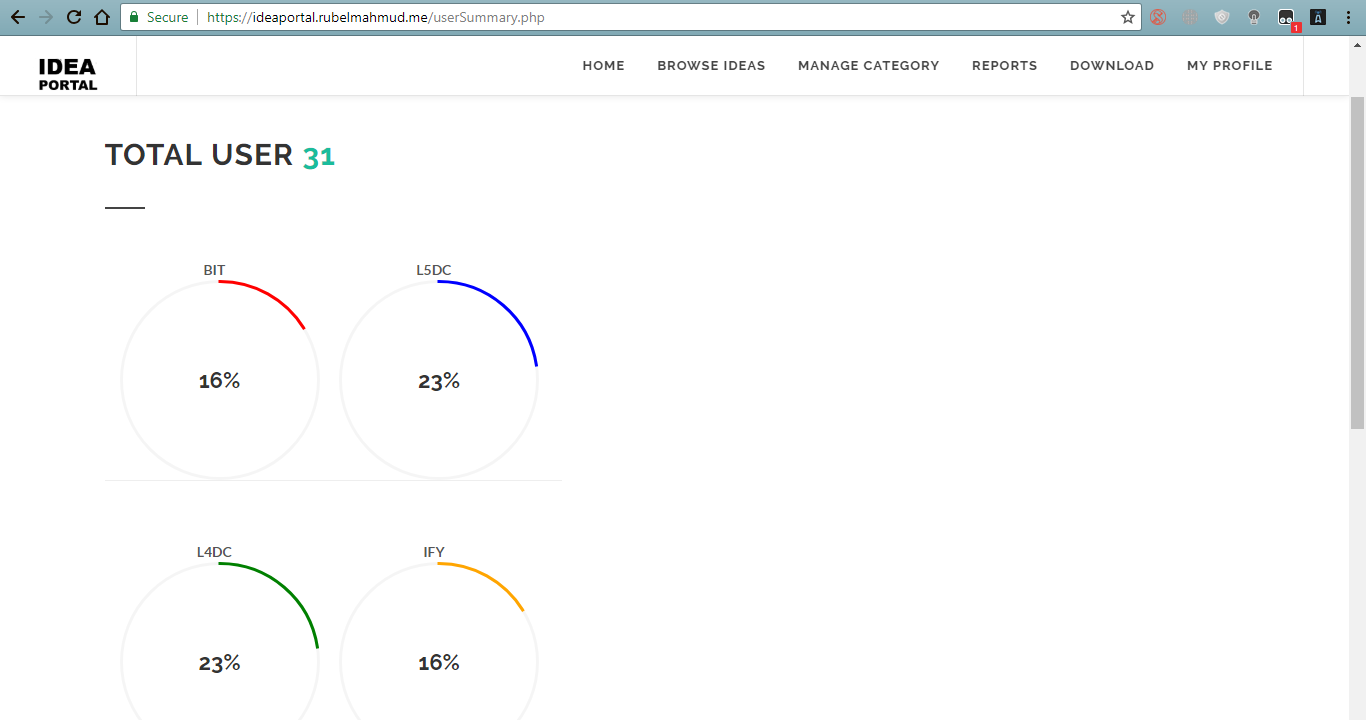 Secure https://ideaportal.rubelmahmud.me/userSummary.php
1
IDEA
PORTAL
HOME BROWSE IDEAS MANAGE CATEGORY REPORTS DOWNLOAD MY PROFILE
TOTAL USER 31
BIT L5DC
16% 23%
L4DC IFY
23% 16%